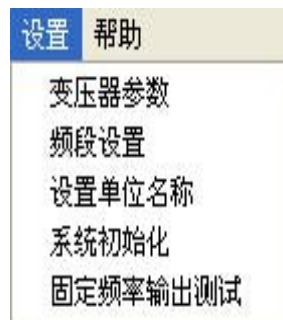 设置 帮助
变压器参数
频段设置
设置单位名称
系统初始化
固定频率输出测试